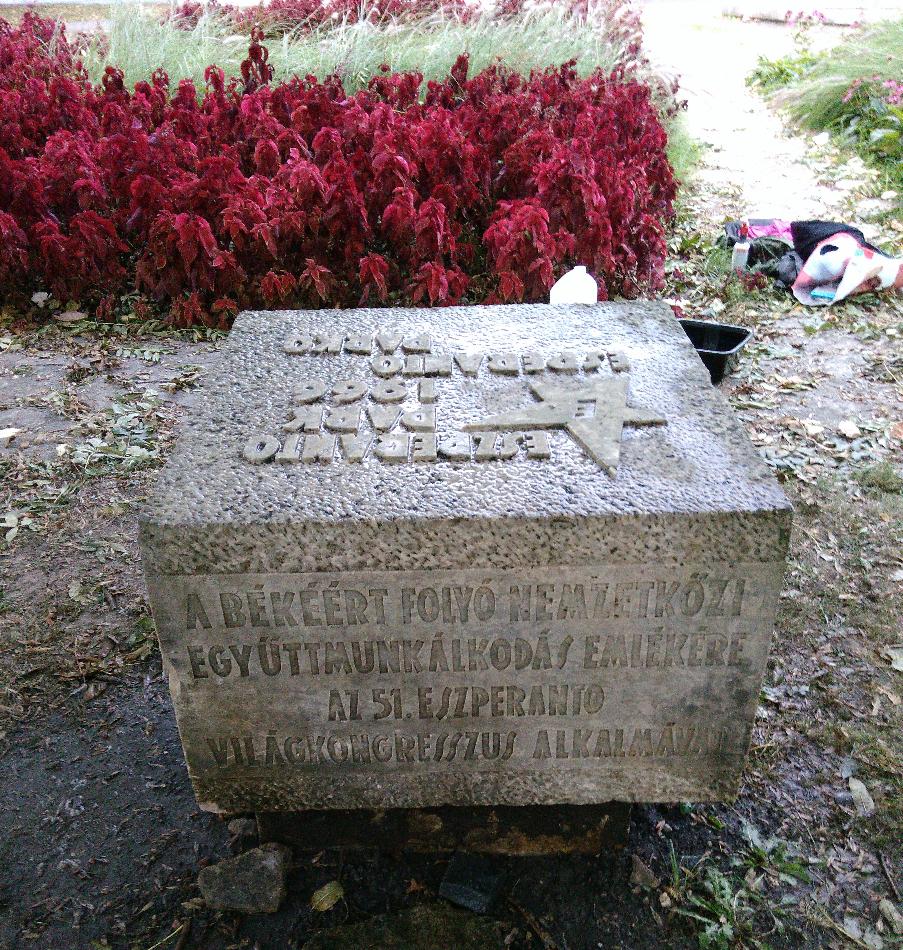 ESZPERANTO
PARK
1966
ESPERANTO
PARKO
E
A BÉKÉÉRT FOLYÓ NEMZETKÖZI
EGYÜTTMUNKÁLKODÁS EMLÉKÉRE
AZ 51. ESZPERANTO
VILÁGKONGRESSZUS ALKALMÁVAL